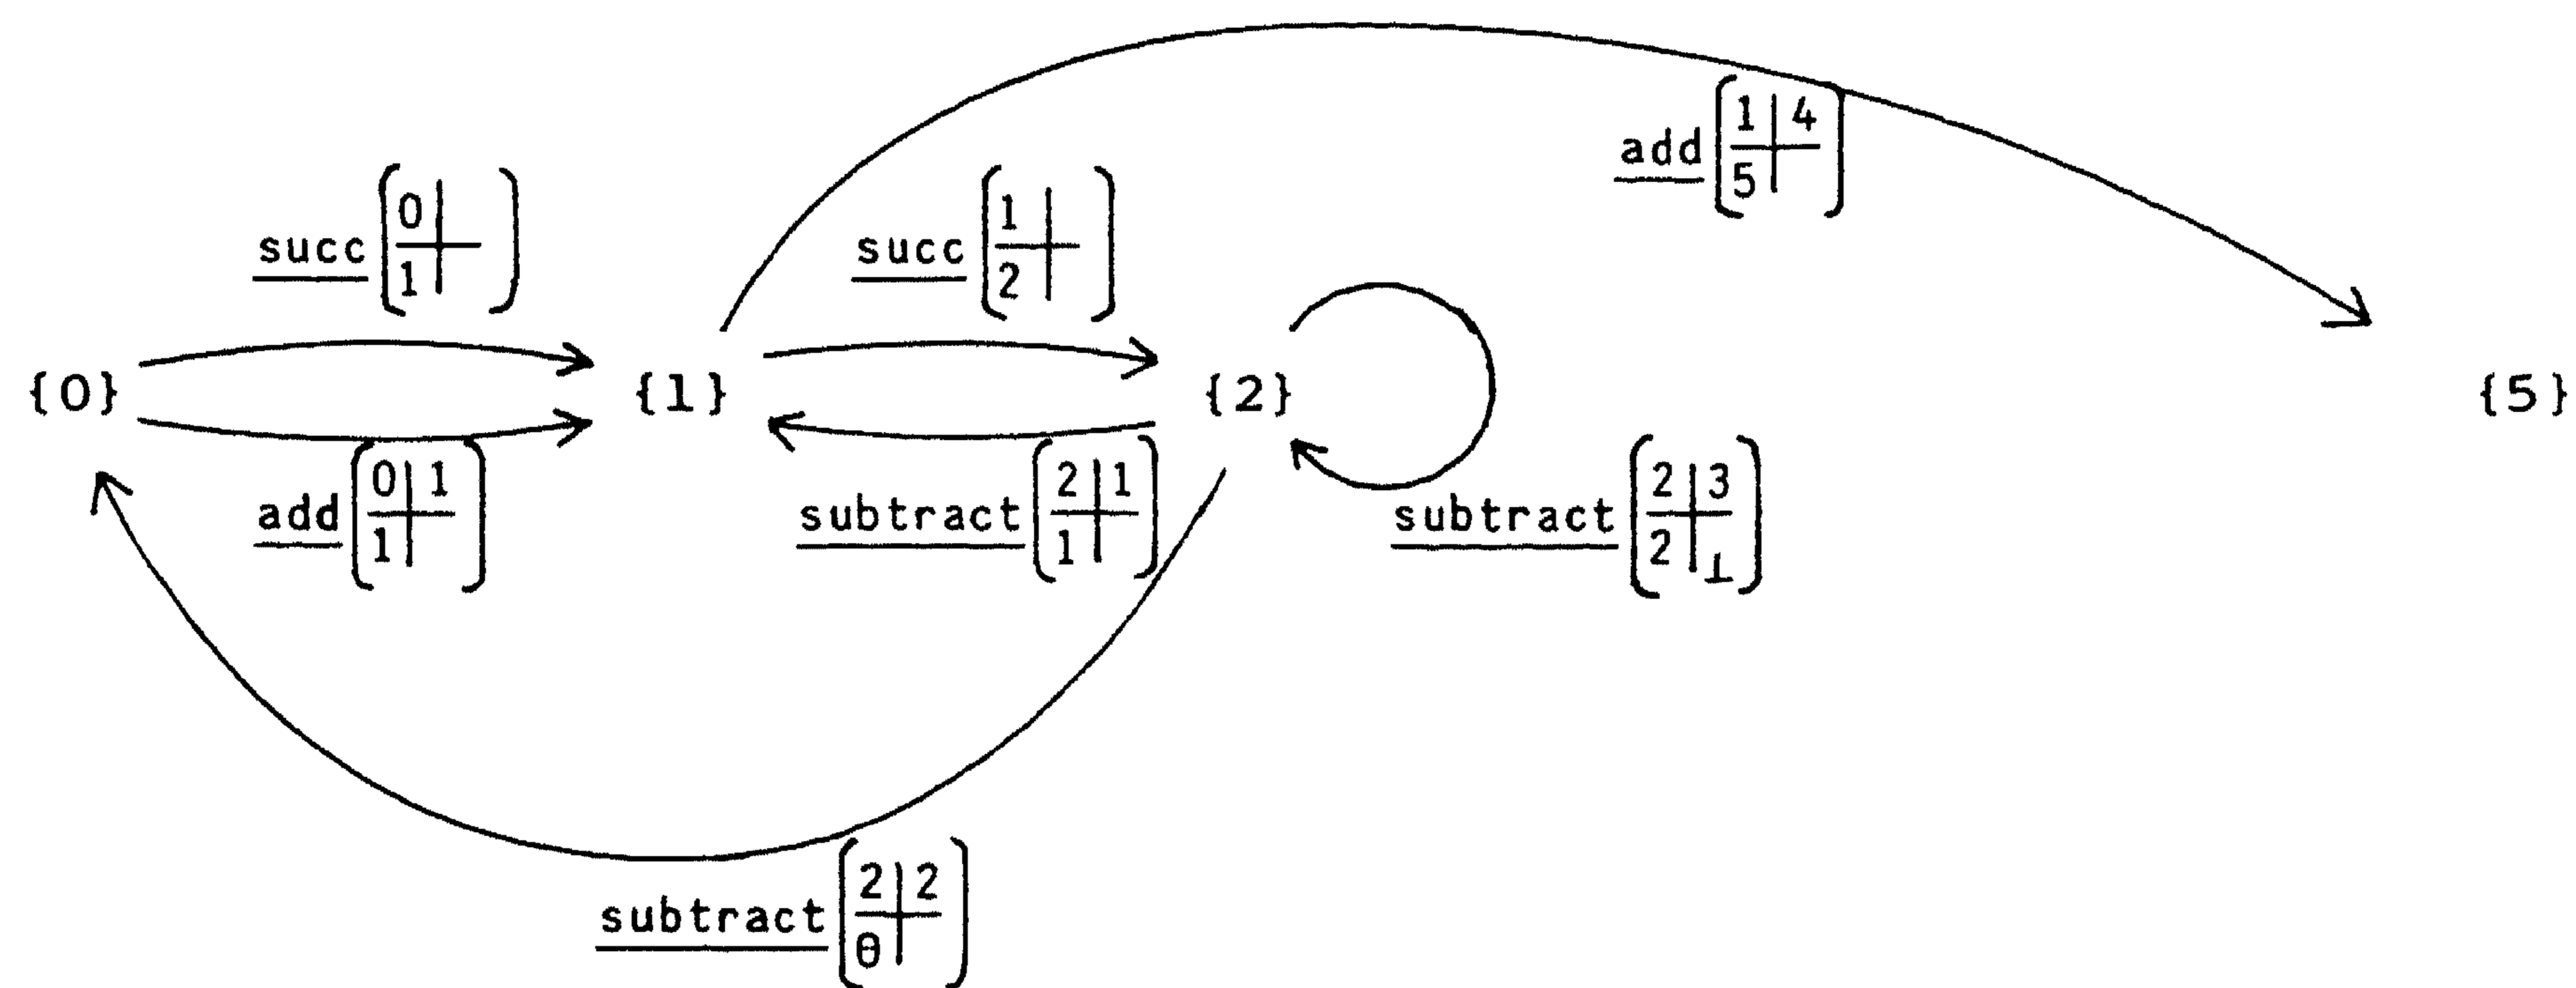 add [ 1 | 4
5 | ]
succ [ 0 |
1 | ]
succ [ 1 |
2 | ]
{0} {1} {2} {5}
add [ 0 | 1
1 | ]
subtract [ 2 | 1
1 | ]
subtract [ 2 | 3
2 | ⊥ ]
subtract [ 2 | 2
θ | ]